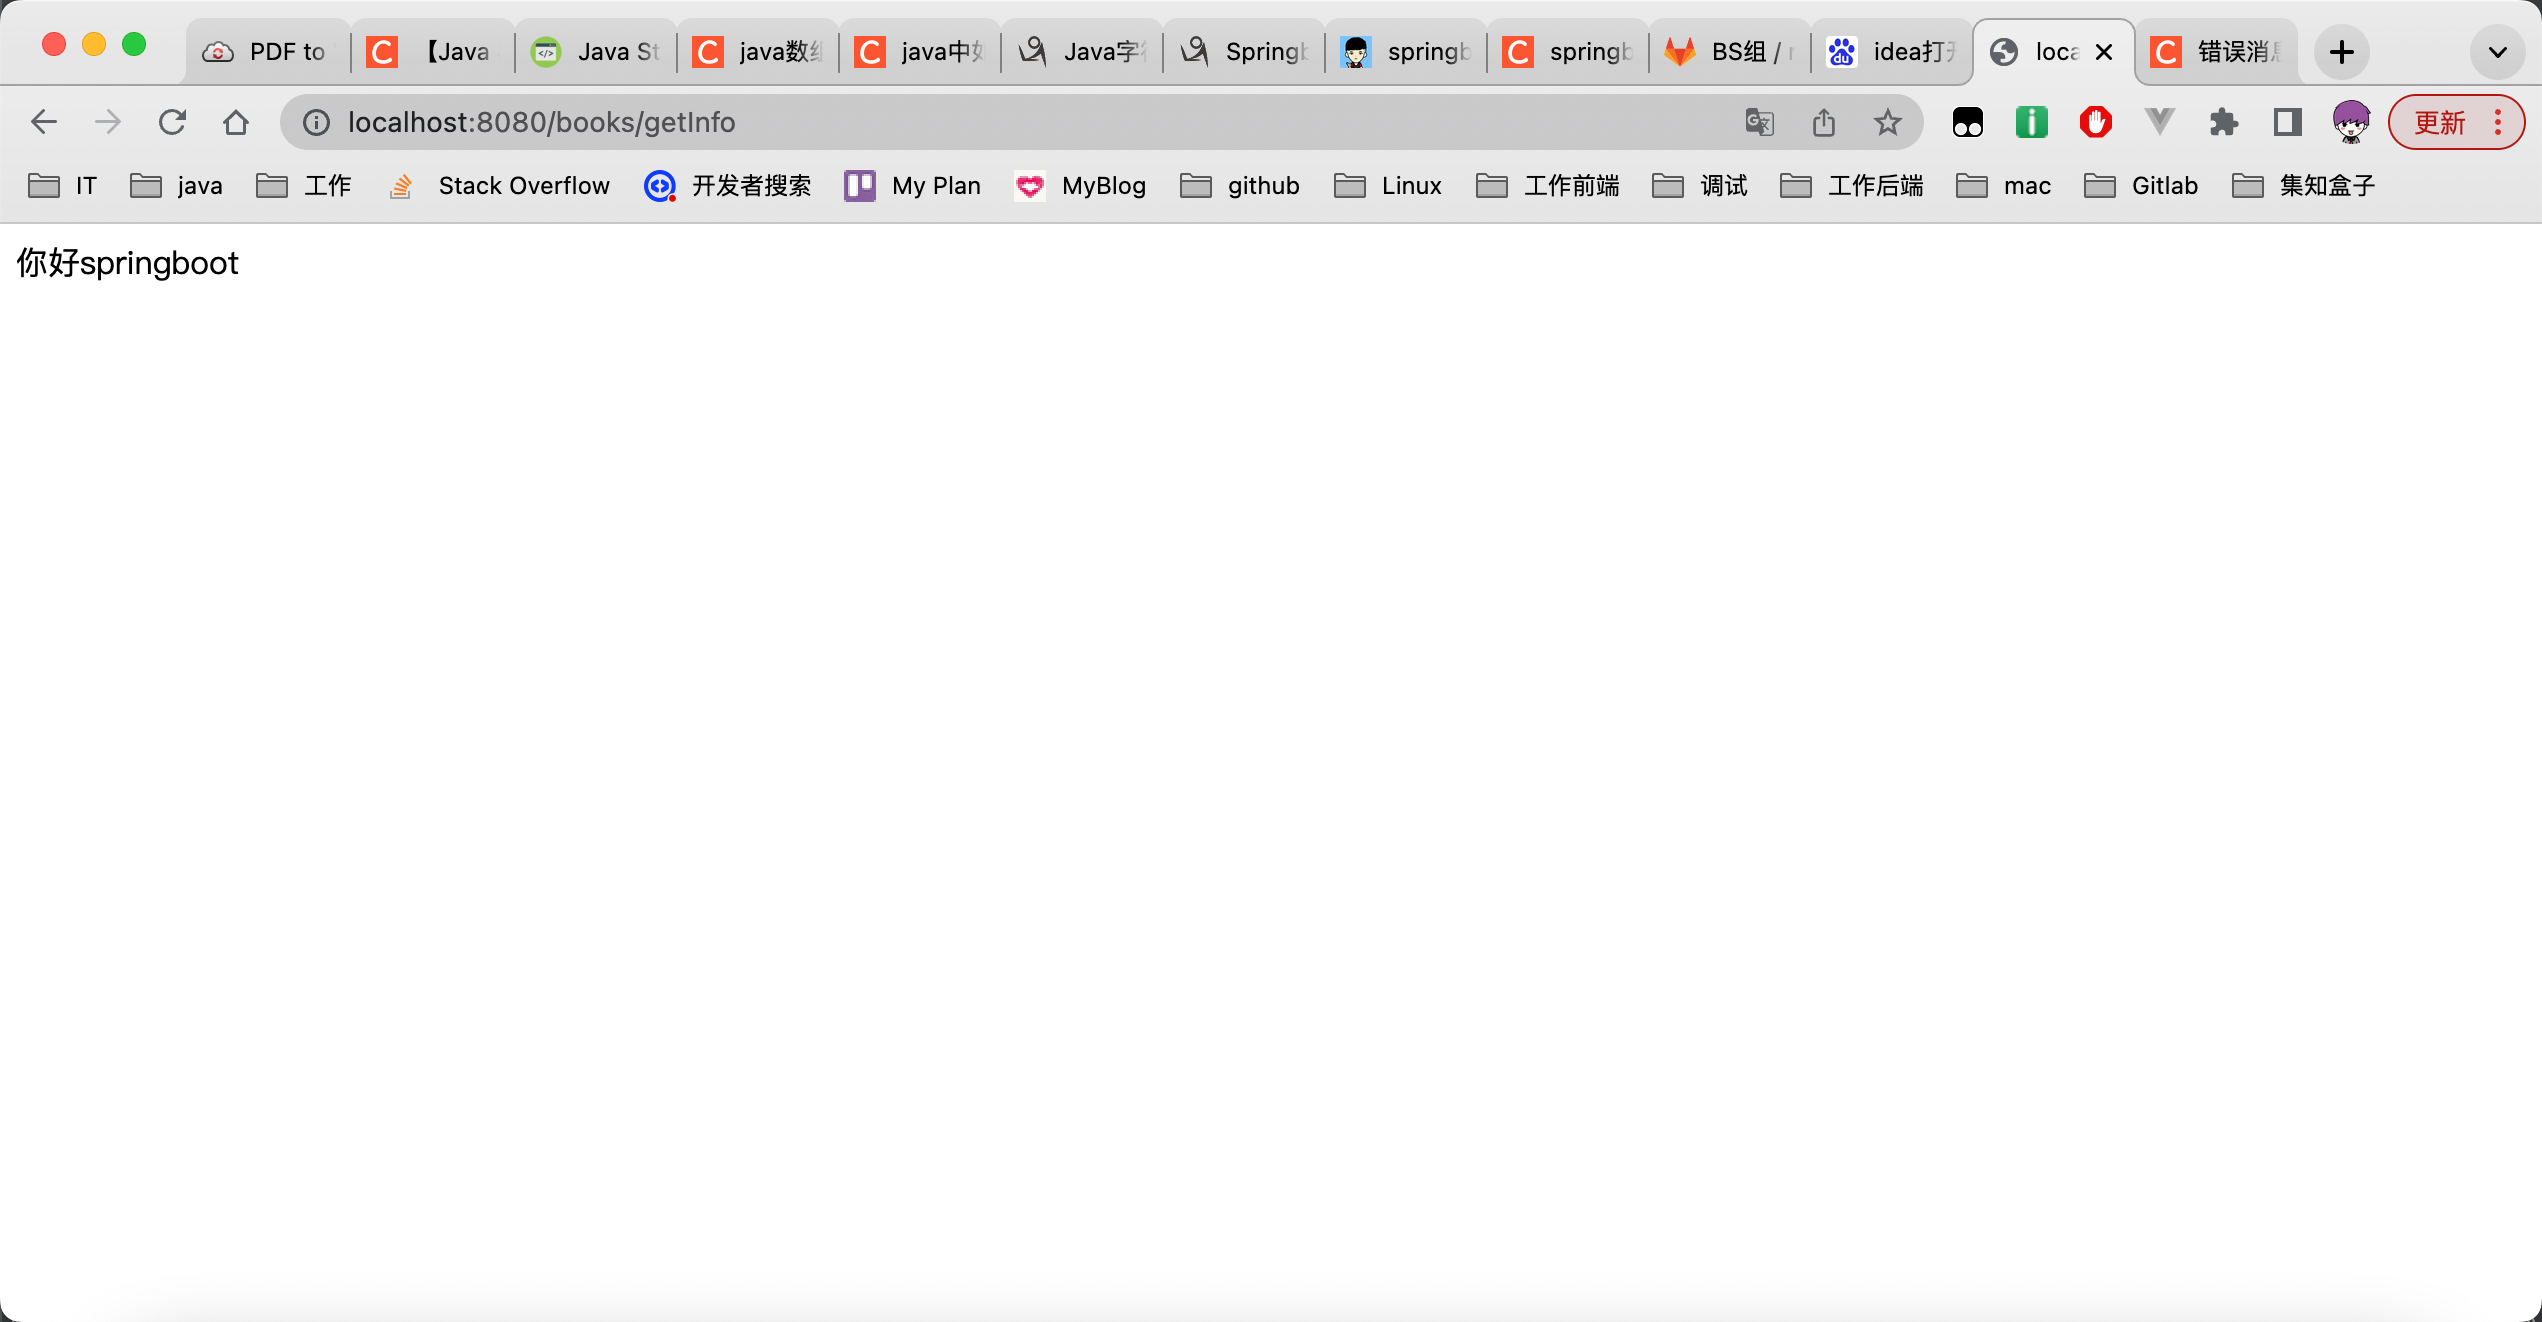 PDF to
【Java
Java St
java数
java中
Java字
Springb
springb
springb
BS组 / r
idea打
loca
错误消
localhost:8080/books/getInfo
更新
IT
java
工作
Stack Overflow
开发者搜索
My Plan
MyBlog
github
Linux
工作前端
调试
工作后端
mac
Gitlab
集知盒子
你好springboot